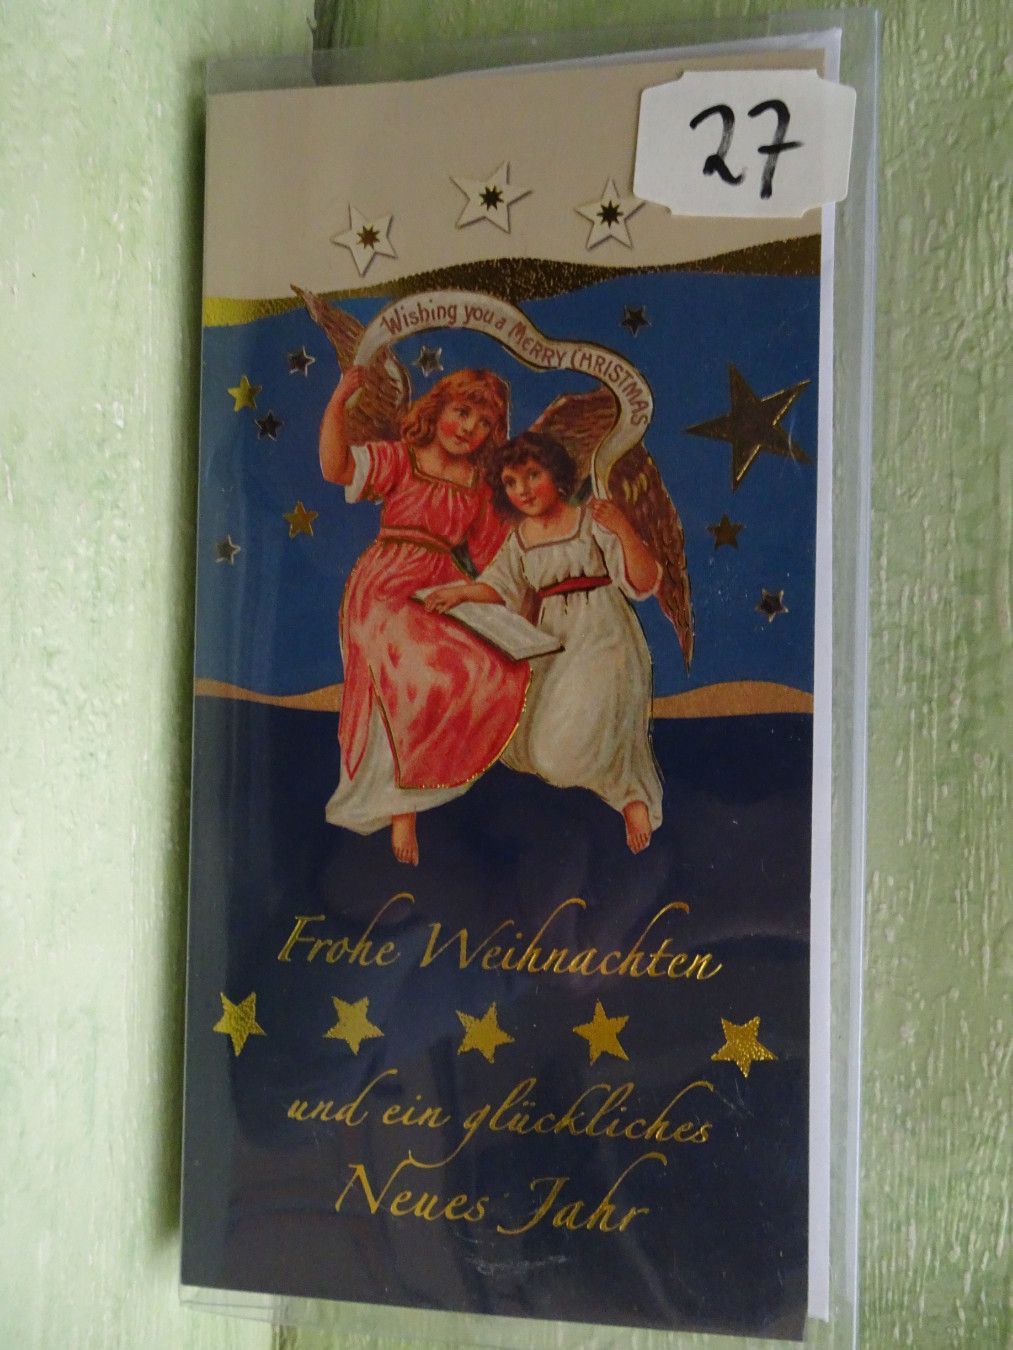 27
Wishing you a MERRY CHRISTMAS
Frohe Weihnachten
und ein glückliches
Neues Jahr